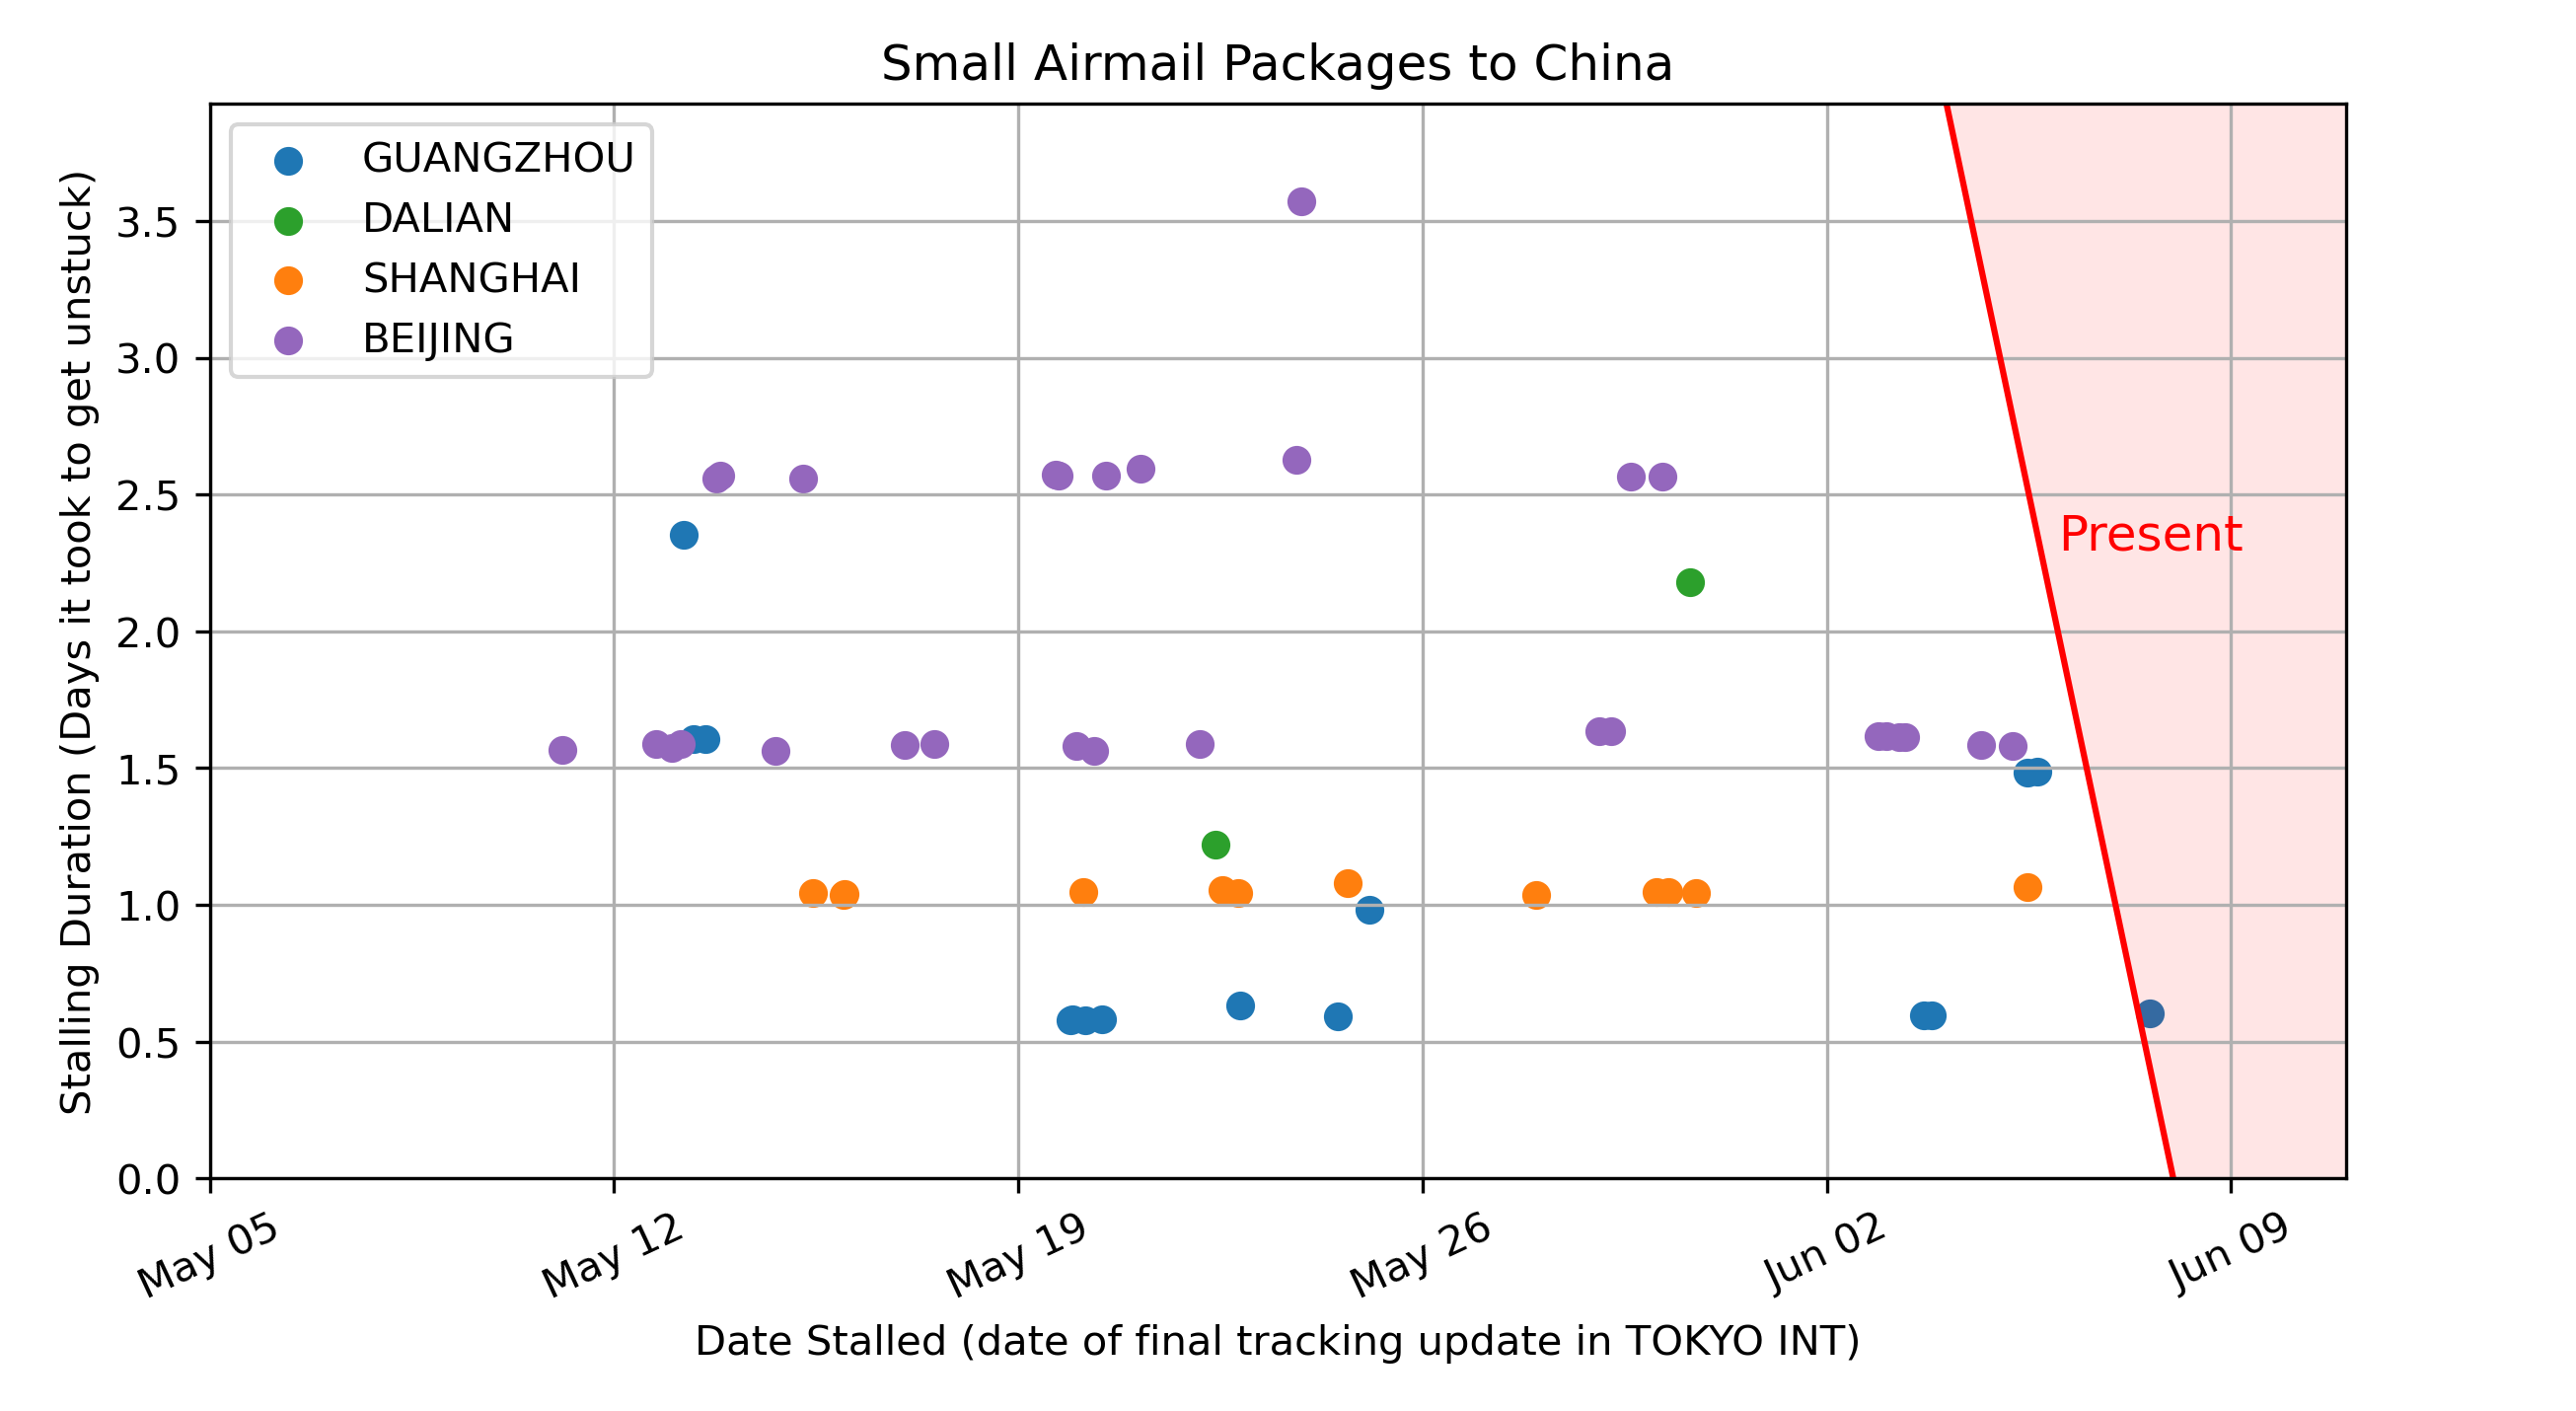 Small Airmail Packages to China
GUANGZHOU
DALIAN
SHANGHAI
BEIJING
Present
Stalling Duration (Days it took to get unstuck)
3.5
3.0
2.5
2.0
1.5
1.0
0.5
0.0
May 05
May 12
May 19
May 26
Jun 02
Jun 09
Date Stalled (date of final tracking update in TOKYO INT)